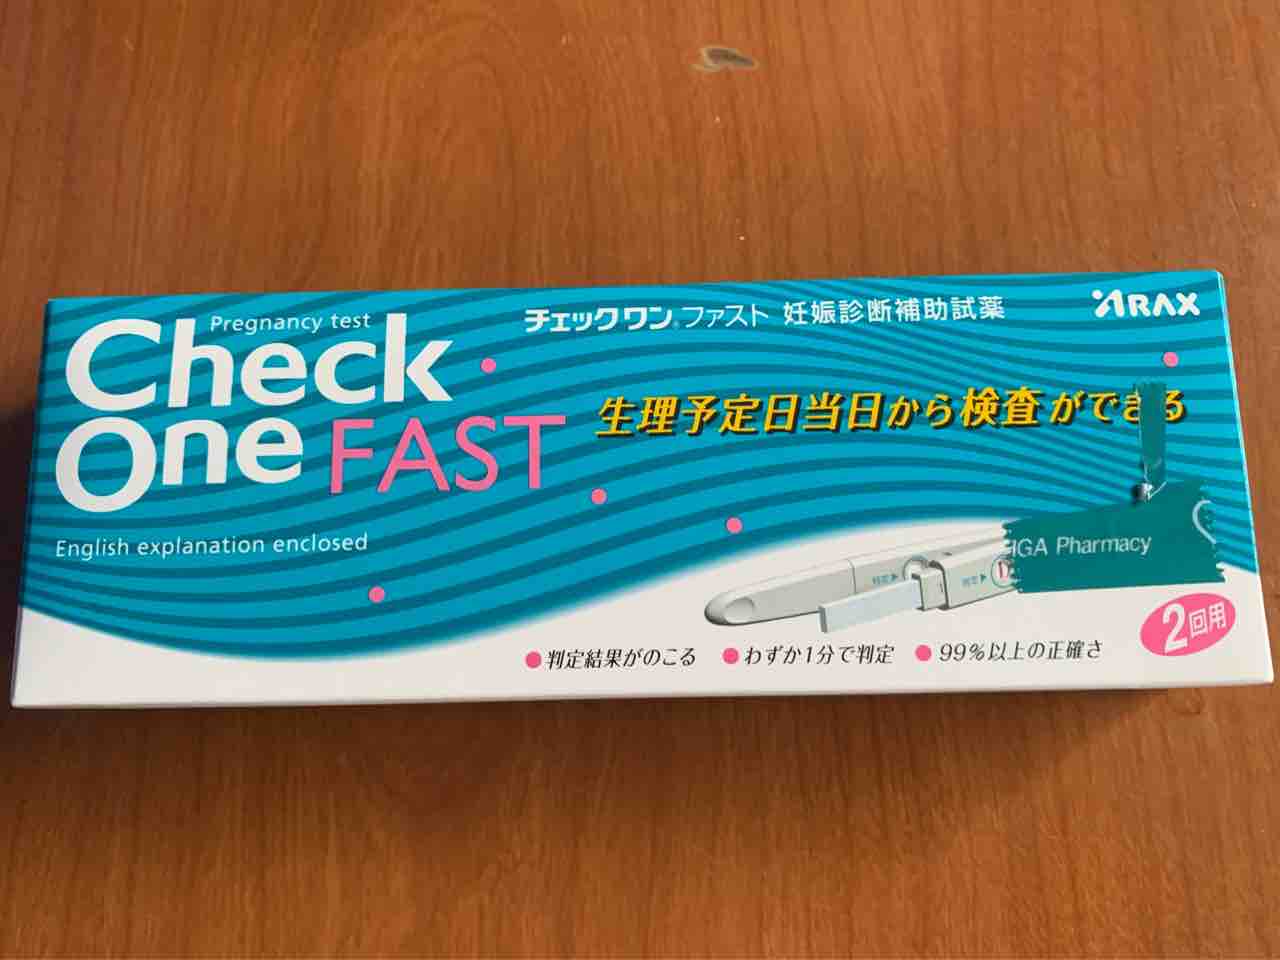 Pregnancy test
Check
One FAST
English explanation enclosed
チェックワン®ファスト 妊娠診断補助試薬
ARAX
生理予定日当日から検査ができる
IGA Pharmacy
判定▶
●判定結果がのこる ●わずか1分で判定 ●99%以上の正確さ
2回用